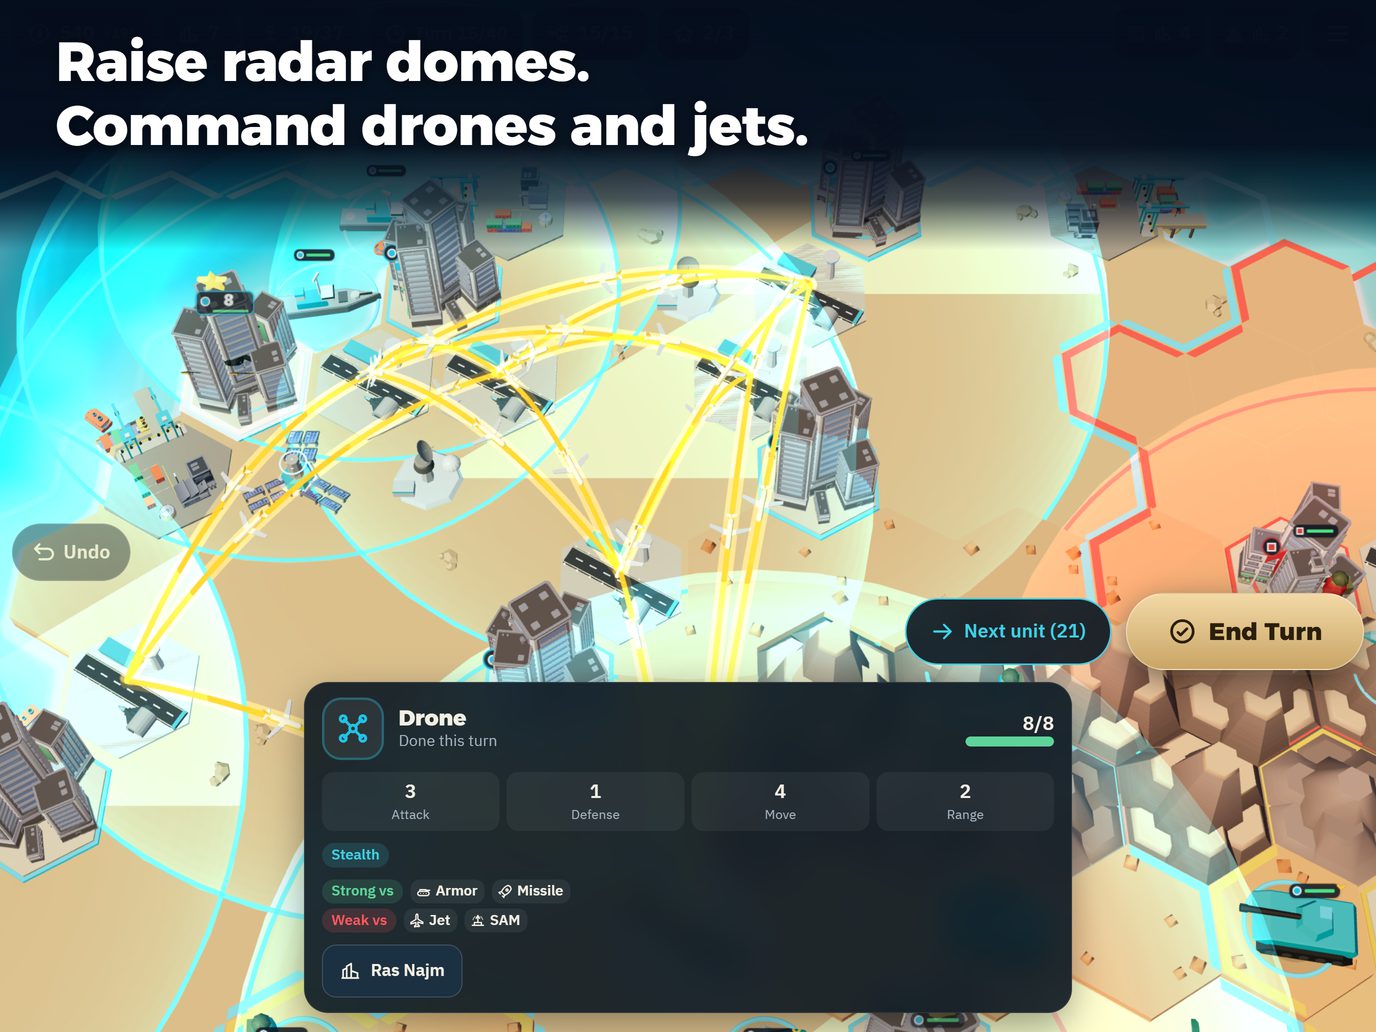 Raise radar domes.
Command drones and jets.
8
Undo
Next unit (21)
End Turn
Drone
Done this turn
8/8
3
Attack
1
Defense
4
Move
2
Range
Stealth
Strong vs Armor Missile
Weak vs Jet SAM
Ras Najm